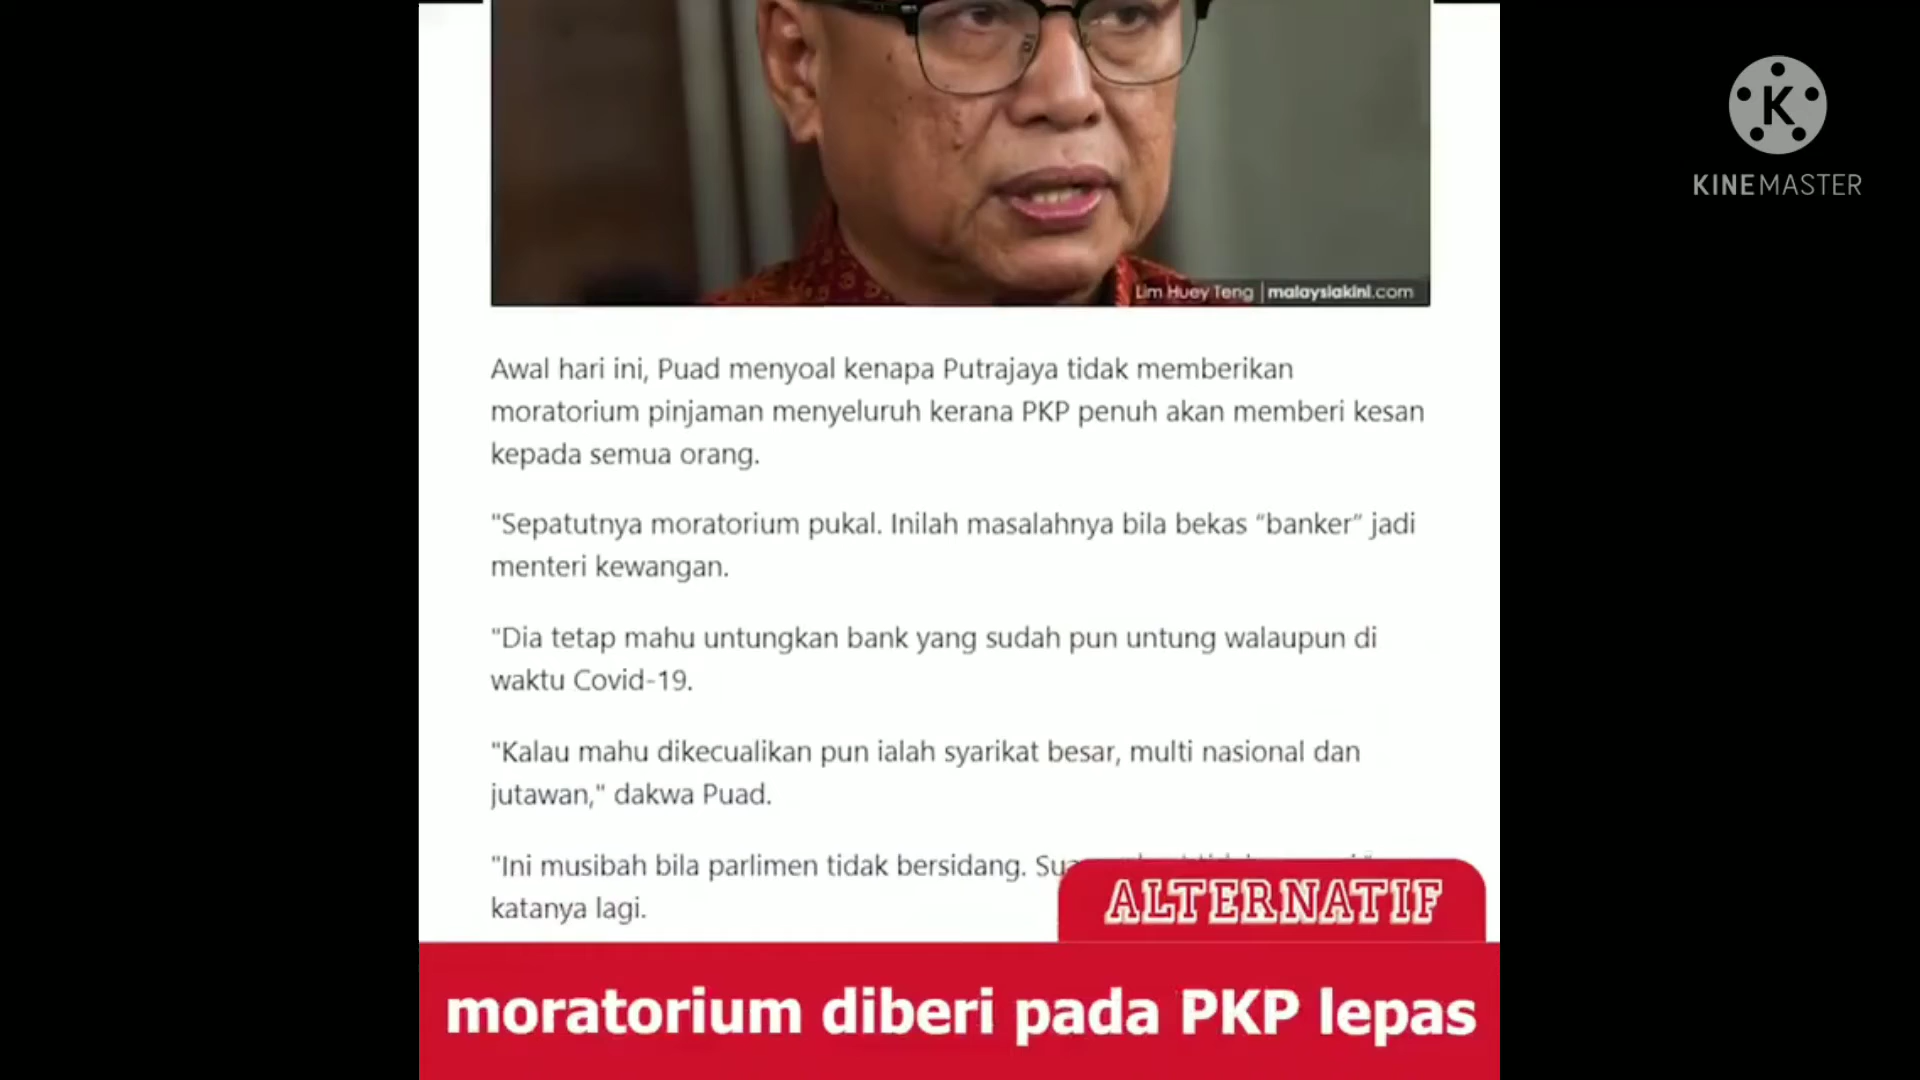 K
KINEMASTER
Lim Huey Teng | malaysiakini.com
Awal hari ini, Puad menyoal kenapa Putrajaya tidak memberikan
moratorium pinjaman menyeluruh kerana PKP penuh akan memberi kesan
kepada semua orang.
"Sepatutnya moratorium pukal. Inilah masalahnya bila bekas “banker” jadi
menteri kewangan.
"Dia tetap mahu untungkan bank yang sudah pun untung walaupun di
waktu Covid-19.
"Kalau mahu dikecualikan pun ialah syarikat besar, multi nasional dan
jutawan," dakwa Puad.
"Ini musibah bila parlimen tidak bersidang.
katanya lagi.
ALTERNATIF
moratorium diberi pada PKP lepas